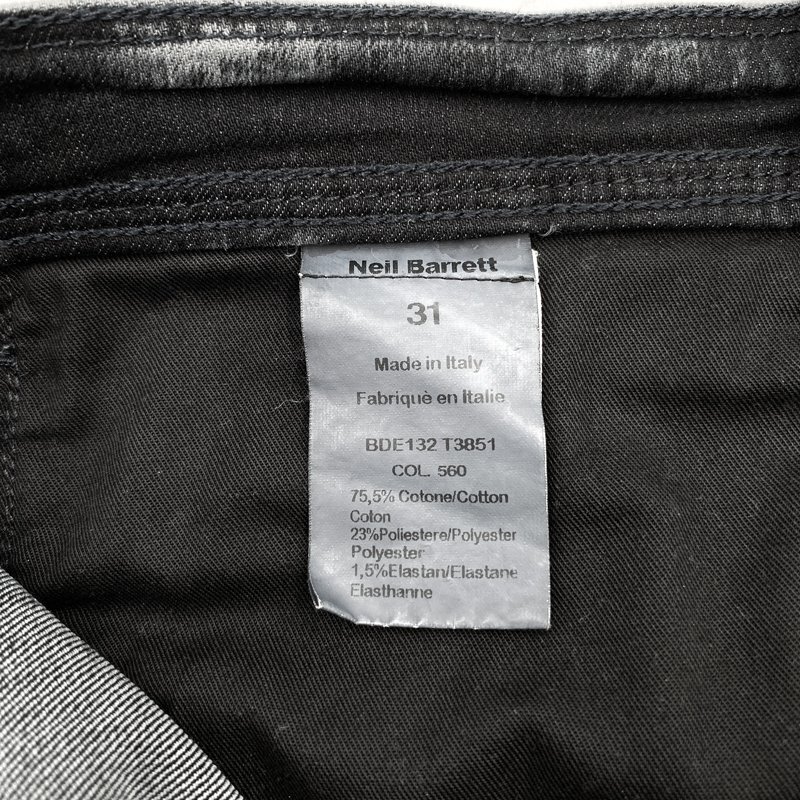 Neil Barrett
31
Made in Italy
Fabriquè en Italie
BDE132 T3851
COL. 560
75,5% Cotone/Cotton
Coton
23%Poliestere/Polyester
Polyester
1,5%Elastan/Elastane
Elasthanne